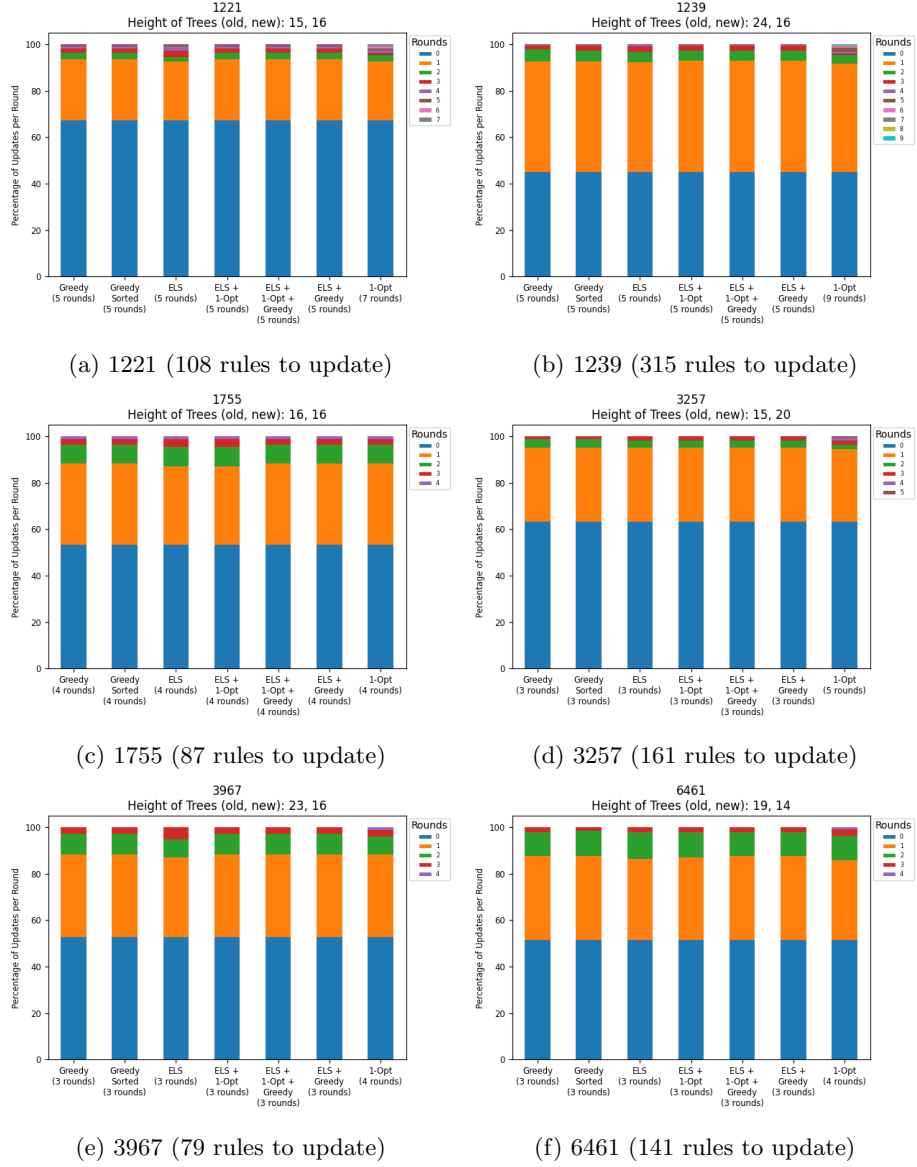 1221
Height of Trees (old, new): 15, 16
Percentage of Updates per Round
100
80
60
40
20
0
Rounds
0
1
2
3
4
5
6
7
Greedy (5 rounds)
Greedy Sorted (5 rounds)
ELS (5 rounds)
ELS + 1-Opt (5 rounds)
ELS + 1-Opt + Greedy (5 rounds)
ELS + Greedy (5 rounds)
1-Opt (7 rounds)
(a) 1221 (108 rules to update)
1239
Height of Trees (old, new): 24, 16
Percentage of Updates per Round
100
80
60
40
20
0
Rounds
0
1
2
3
4
5
6
7
8
9
Greedy (5 rounds)
Greedy Sorted (5 rounds)
ELS (5 rounds)
ELS + 1-Opt (5 rounds)
ELS + 1-Opt + Greedy (5 rounds)
ELS + Greedy (5 rounds)
1-Opt (9 rounds)
(b) 1239 (315 rules to update)
1755
Height of Trees (old, new): 16, 16
Percentage of Updates per Round
100
80
60
40
20
0
Rounds
0
1
2
3
4
Greedy (4 rounds)
Greedy Sorted (4 rounds)
ELS (4 rounds)
ELS + 1-Opt (4 rounds)
ELS + 1-Opt + Greedy (4 rounds)
ELS + Greedy (4 rounds)
1-Opt (4 rounds)
(c) 1755 (87 rules to update)
3257
Height of Trees (old, new): 15, 20
Percentage of Updates per Round
100
80
60
40
20
0
Rounds
0
1
2
3
4
5
Greedy (3 rounds)
Greedy Sorted (3 rounds)
ELS (3 rounds)
ELS + 1-Opt (3 rounds)
ELS + 1-Opt + Greedy (3 rounds)
ELS + Greedy (3 rounds)
1-Opt (5 rounds)
(d) 3257 (161 rules to update)
3967
Height of Trees (old, new): 23, 16
Percentage of Updates per Round
100
80
60
40
20
0
Rounds
0
1
2
3
4
Greedy (3 rounds)
Greedy Sorted (3 rounds)
ELS (3 rounds)
ELS + 1-Opt (3 rounds)
ELS + 1-Opt + Greedy (3 rounds)
ELS + Greedy (3 rounds)
1-Opt (4 rounds)
(e) 3967 (79 rules to update)
6461
Height of Trees (old, new): 19, 14
Percentage of Updates per Round
100
80
60
40
20
0
Rounds
0
1
2
3
4
Greedy (3 rounds)
Greedy Sorted (3 rounds)
ELS (3 rounds)
ELS + 1-Opt (3 rounds)
ELS + 1-Opt + Greedy (3 rounds)
ELS + Greedy (3 rounds)
1-Opt (4 rounds)
(f) 6461 (141 rules to update)